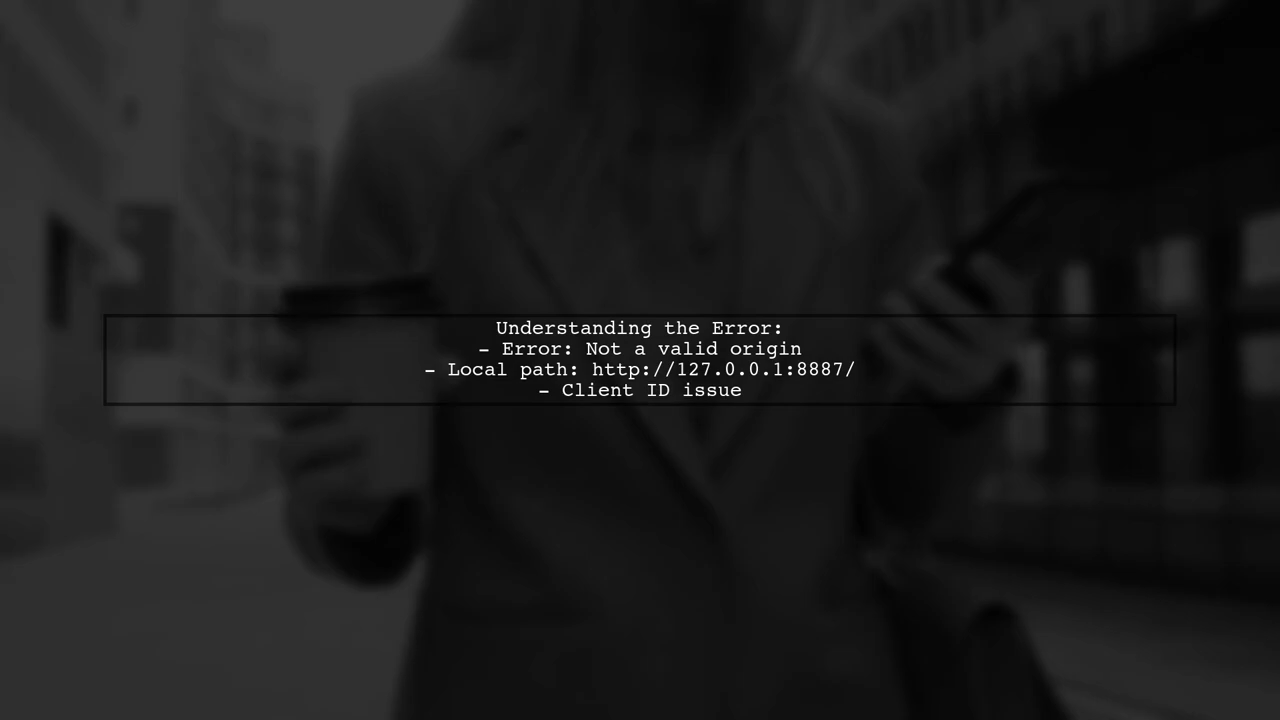 Understanding the Error:
– Error: Not a valid origin
– Local path: http://127.0.0.1:8887/
– Client ID issue